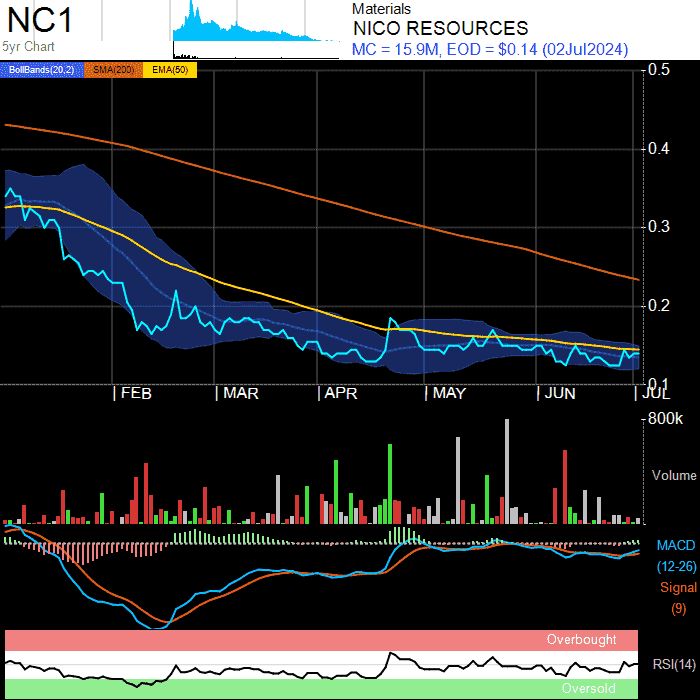 NC1
5yr Chart
Materials
NICO RESOURCES
MC = 15.9M, EOD = $0.14 (02Jul2024)
BollBands(20,2) SMA(200) EMA(50)
0.5
0.4
0.3
0.2
0.1
FEB MAR APR MAY JUN JUL
800k
Volume
MACD
(12-26)
Signal
(9)
Overbought
RSI(14)
Oversold